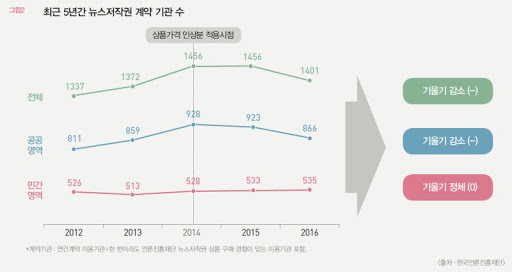 그림2 최근 5년간 뉴스저작권 계약 기관 수
상품가격 인상분 적용시점
전체 1337 1372 1456 1456 1401
공공
영역 811 859 928 923 866
민간
영역 526 513 528 533 535
2012 2013 2014 2015 2016
기울기 감소 (−)
기울기 감소 (−)
기울기 정체 (0)
*계약기관 : 연간계약 이용기관+한 번이라도 언론진흥재단 뉴스저작권 상품 구매 경험이 있는 이용기관 포함.
(출처=한국언론진흥재단)